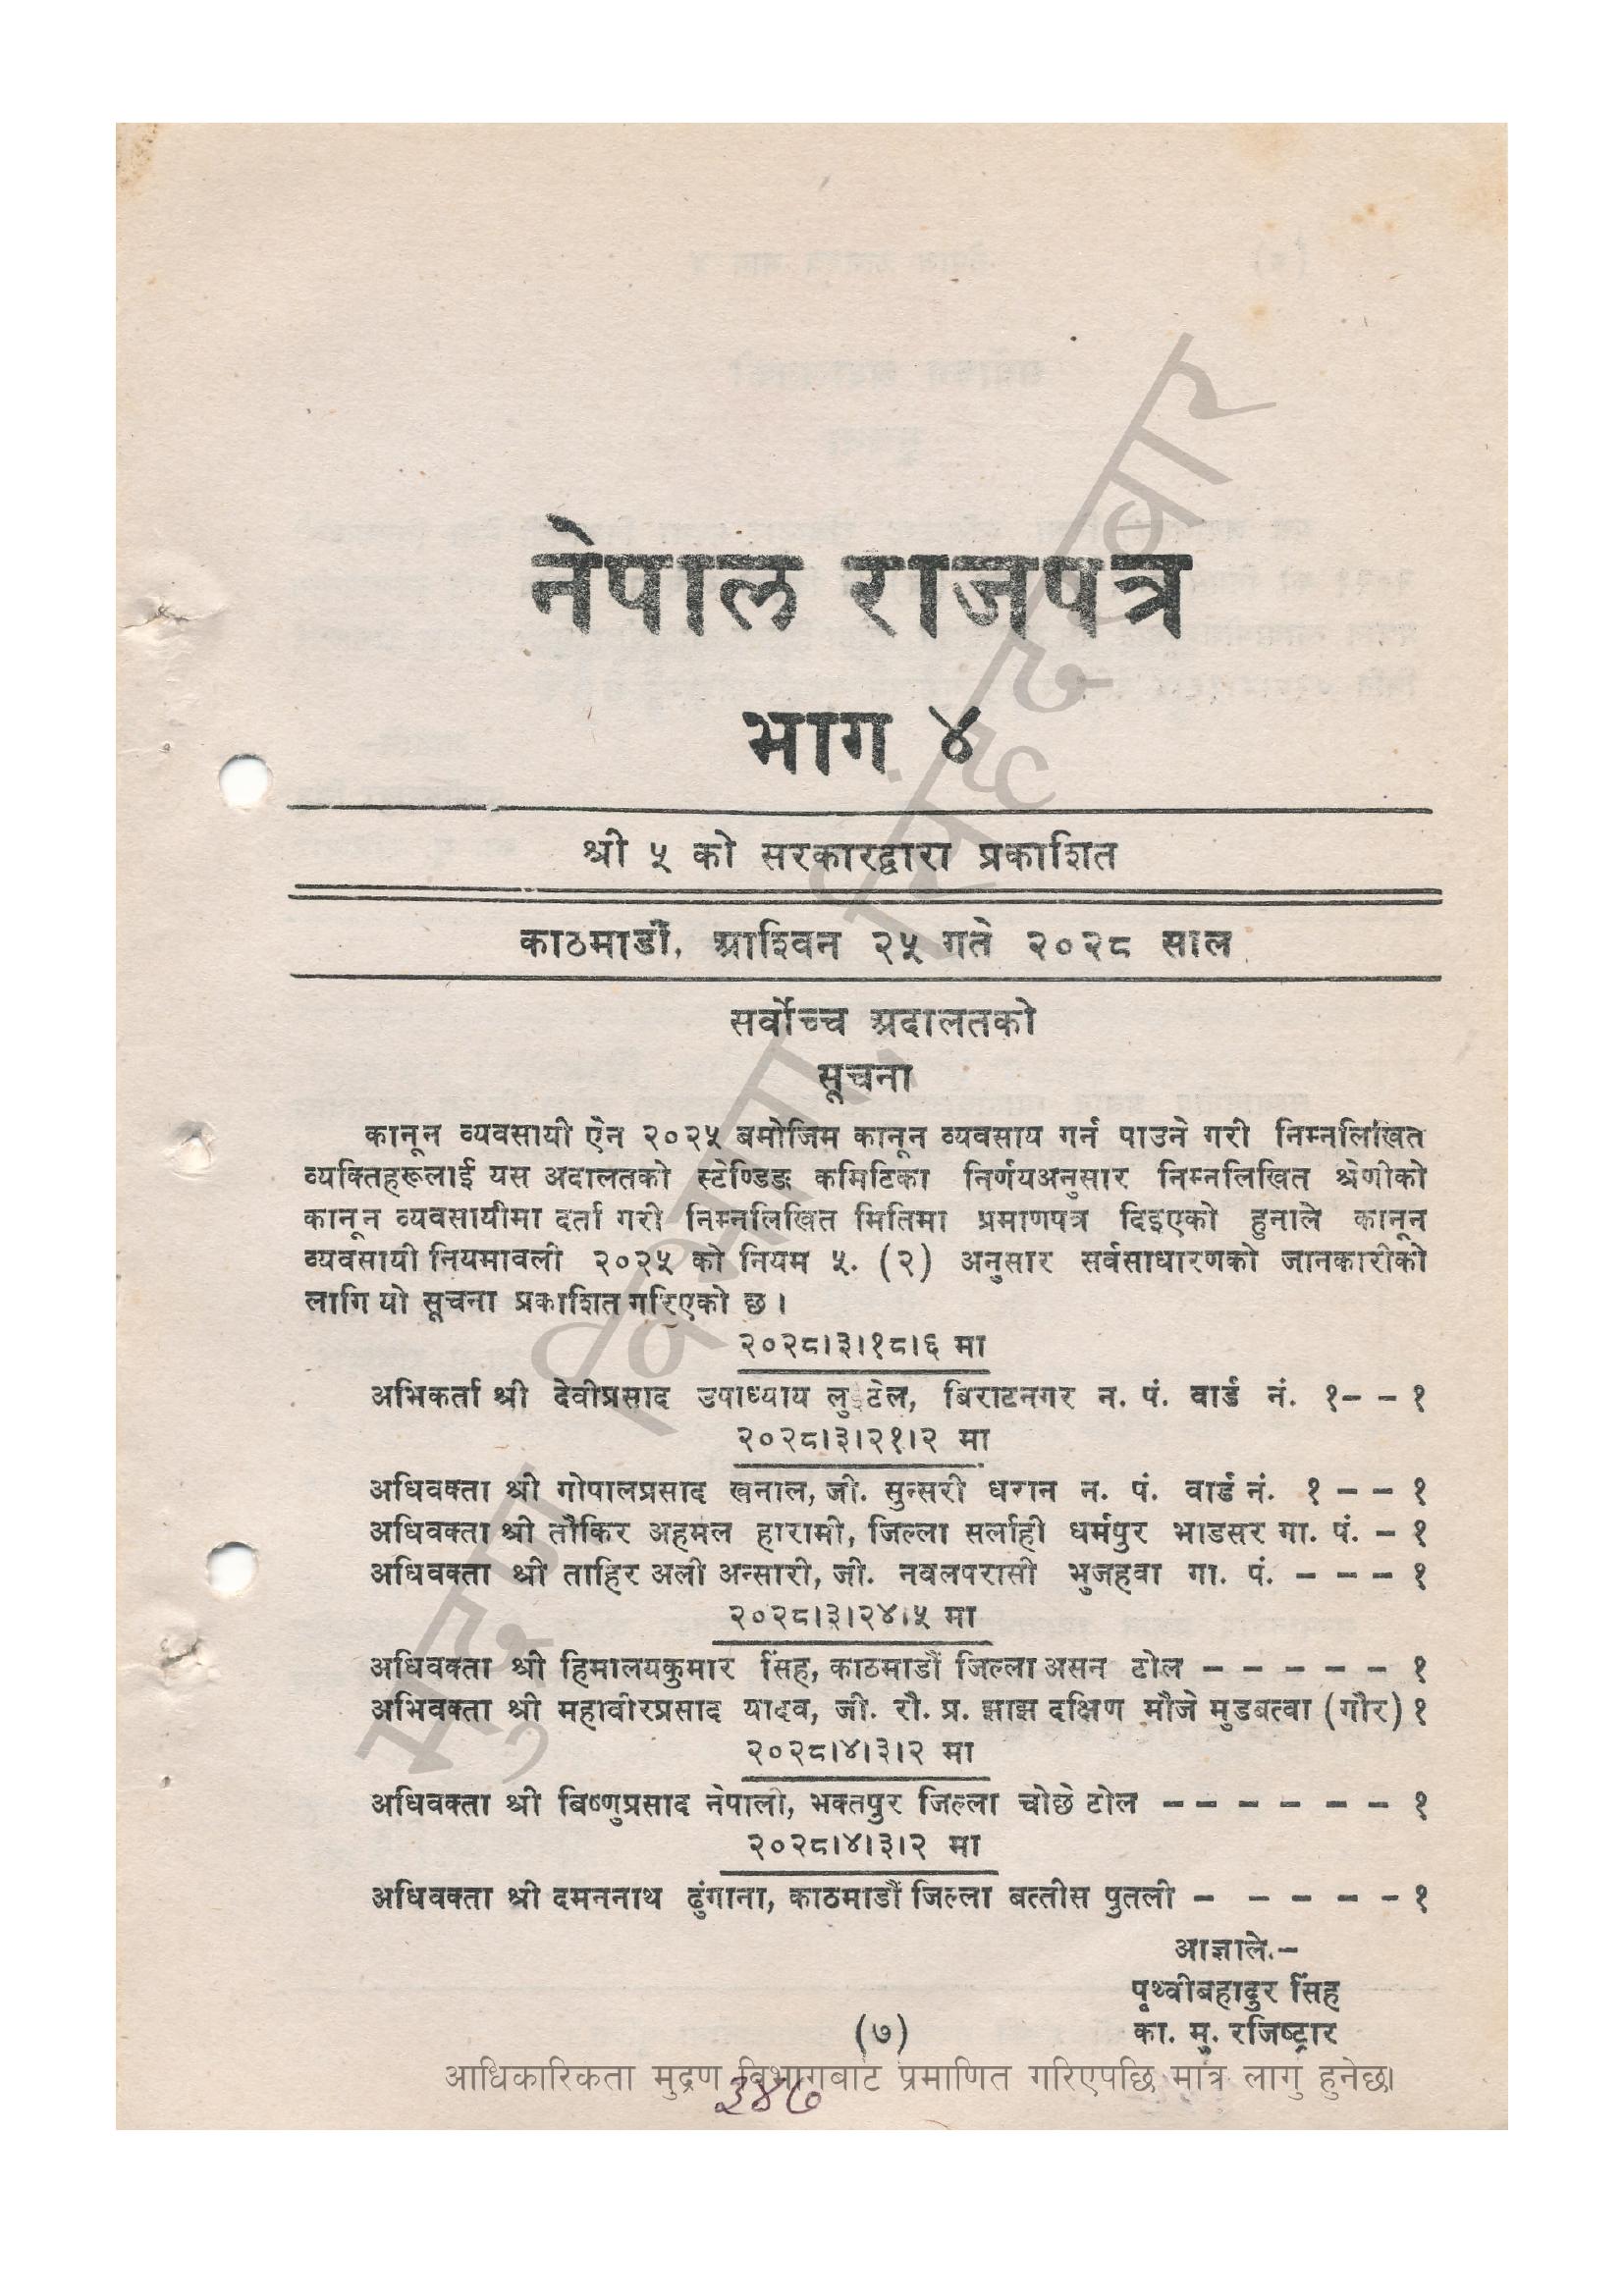 नेपाल राजपत्र
भाग ४
श्री ५ को सरकारद्वारा प्रकाशित
काठमाडौं, आश्विन २५ गते २०२८ साल
सर्वोच्च अदालतको
सूचना
कानून व्यवसायी ऐन २०२५ बमोजिम कानून व्यवसाय गर्न पाउने गरी निम्नलिखित
व्यक्तिहरूलाई यस अदालतको स्टेण्डिङ कमिटिका निर्णयअनुसार निम्नलिखित श्रेणीको
कानून व्यवसायीमा दर्ता गरी निम्नलिखित मितिमा प्रमाणपत्र दिइएको हुनाले कानून
व्यवसायी नियमावली २०२५ को नियम ५. (२) अनुसार सर्वसाधारणको जानकारीको
लागि यो सूचना प्रकाशित गरिएको छ ।
२०२८।३।१८।६ मा
अभिकर्ता श्री देवीप्रसाद उपाध्याय लुइटेल, बिराटनगर न. पं. वार्ड नं. १- - १
२०२८।३।२१।२ मा
अधिवक्ता श्री गोपालप्रसाद खनाल, जी. सुन्सरी धरान न. पं. वार्ड नं. १ - - १
अधिवक्ता श्री तौकिर अहमल हारामी, जिल्ला सर्लाही धर्मपुर भाडसर गा. पं. - १
अधिवक्ता श्री ताहिर अली अन्सारी, जी. नवलपरासी भुजहवा गा. पं. - - - १
२०२८।३।२४।५ मा
अधिवक्ता श्री हिमालयकुमार सिंह, काठमाडौं जिल्ला असन टोल - - - - - १
अभिवक्ता श्री महावीरप्रसाद यादव, जी. रौ. प्र. झाझ दक्षिण मौजे मुडबत्वा (गौर) १
२०२८।४।३।२ मा
अधिवक्ता श्री बिष्णुप्रसाद नेपाली, भक्तपुर जिल्ला चोछे टोल - - - - - - १
२०२८।४।३।२ मा
अधिवक्ता श्री दमननाथ ढुंगाना, काठमाडौं जिल्ला बत्तीस पुतली - - - - - १
आज्ञाले.-
पृथ्वीबहादुर सिंह
का. मु. रजिष्ट्रार
(७)
आधिकारिकता मुद्रण विभागबाट प्रमाणित गरिएपछि मात्र लागु हुनेछ।
३४७
मुद्रण विभाग, सिंहदरबार